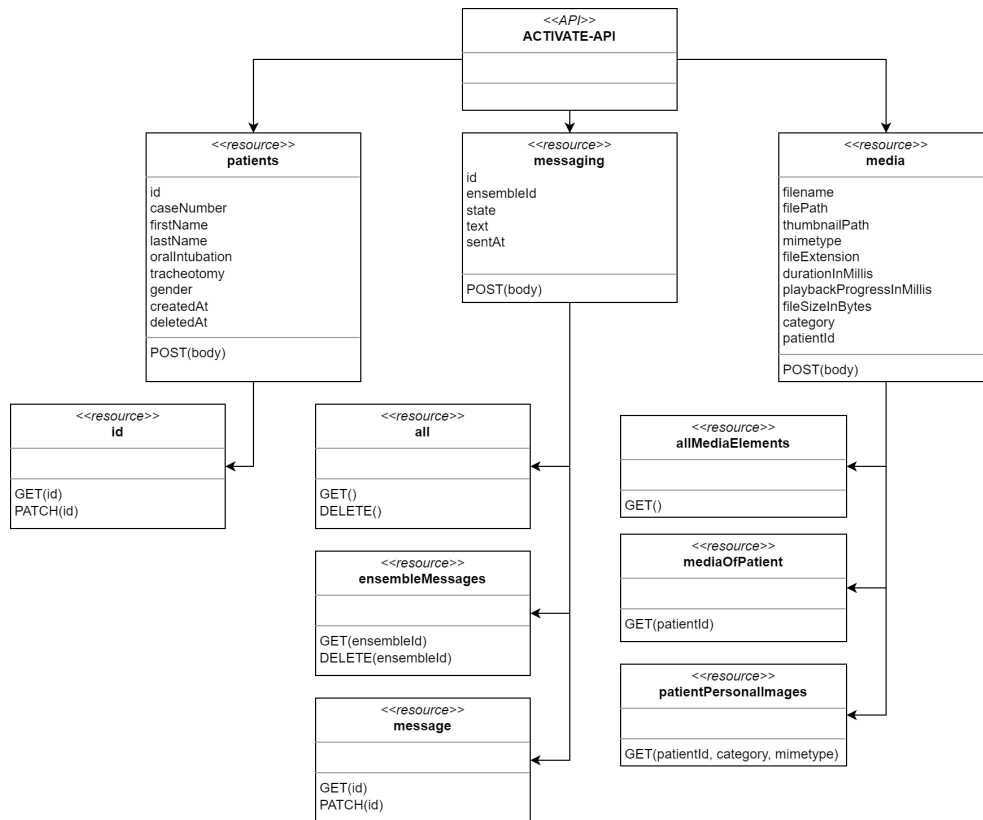 <<API>>
ACTIVATE-API
<<resource>>
patients
id
caseNumber
firstName
lastName
oralIntubation
tracheotomy
gender
createdAt
deletedAt
POST(body)
<<resource>>
messaging
id
ensembleId
state
text
sentAt
POST(body)
<<resource>>
media
filename
filePath
thumbnailPath
mimetype
fileExtension
durationInMillis
playbackProgressInMillis
fileSizeInBytes
category
patientId
POST(body)
<<resource>>
id
GET(id)
PATCH(id)
<<resource>>
all
GET()
DELETE()
<<resource>>
ensembleMessages
GET(ensembleId)
DELETE(ensembleId)
<<resource>>
message
GET(id)
PATCH(id)
<<resource>>
allMediaElements
GET()
<<resource>>
mediaOfPatient
GET(patientId)
<<resource>>
patientPersonalImages
GET(patientId, category, mimetype)